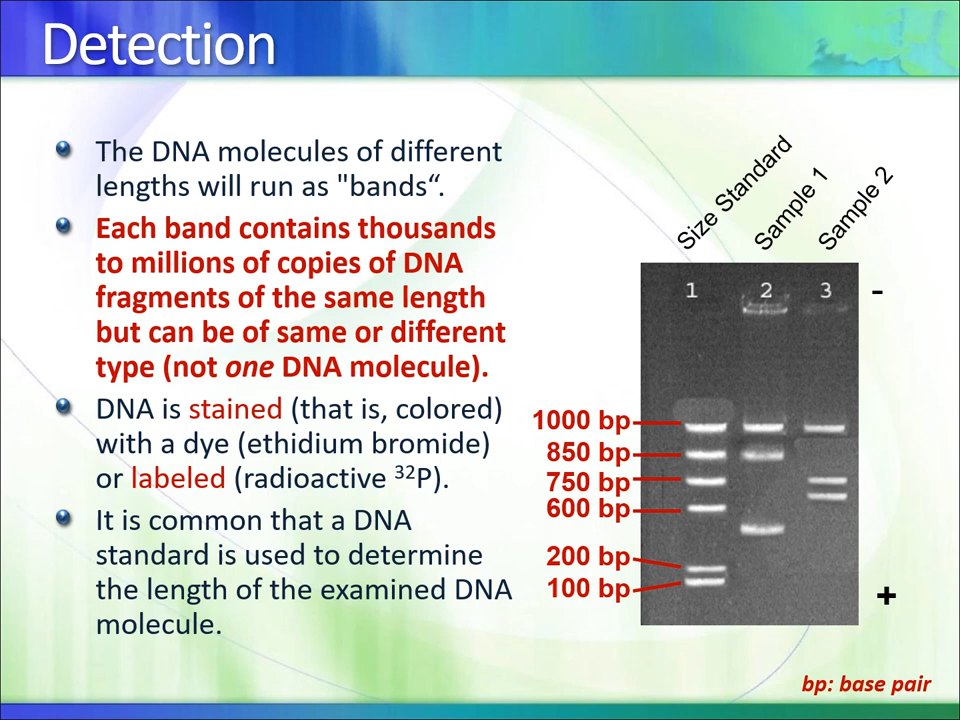 Detection
The DNA molecules of different
lengths will run as "bands“.
Each band contains thousands
to millions of copies of DNA
fragments of the same length
but can be of same or different
type (not one DNA molecule).
DNA is stained (that is, colored)
with a dye (ethidium bromide)
or labeled (radioactive ³²P).
It is common that a DNA
standard is used to determine
the length of the examined DNA
molecule.
Size Standard
Sample 1
Sample 2
1 2 3
-
1000 bp
850 bp
750 bp
600 bp
200 bp
100 bp
+
bp: base pair